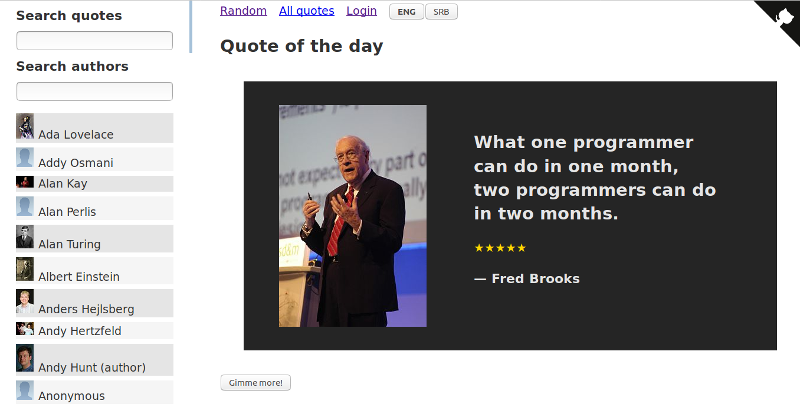 Search quotes
Search authors
Ada Lovelace
Addy Osmani
Alan Kay
Alan Perlis
Alan Turing
Albert Einstein
Anders Hejlsberg
Andy Hertzfeld
Andy Hunt (author)
Anonymous
Random All quotes Login ENG SRB
Quote of the day
What one programmer
can do in one month,
two programmers can do
in two months.
★★★★★
— Fred Brooks
Gimme more!